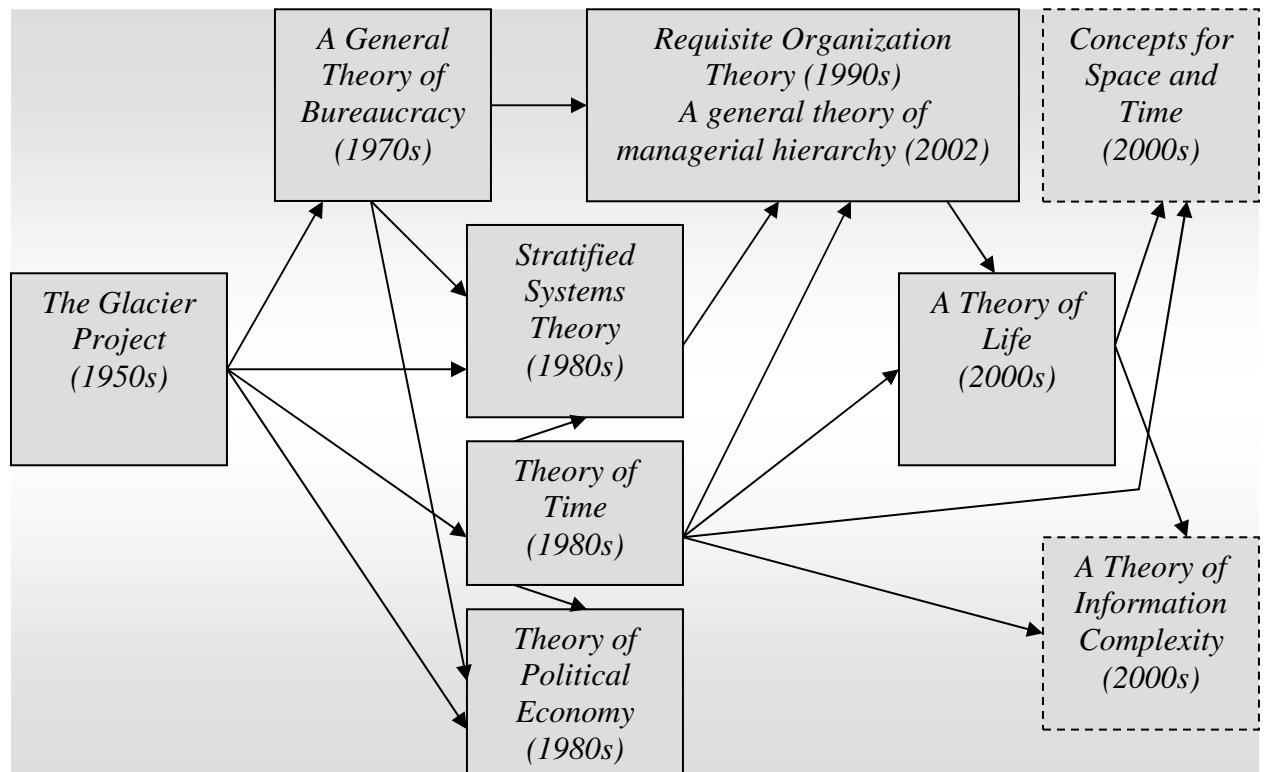 A General
Theory of
Bureaucracy
(1970s)
Requisite Organization
Theory (1990s)
A general theory of
managerial hierarchy (2002)
Concepts for
Space and
Time
(2000s)
The Glacier
Project
(1950s)
Stratified
Systems
Theory
(1980s)
A Theory of
Life
(2000s)
Theory of
Time
(1980s)
A Theory of
Information
Complexity
(2000s)
Theory of
Political
Economy
(1980s)